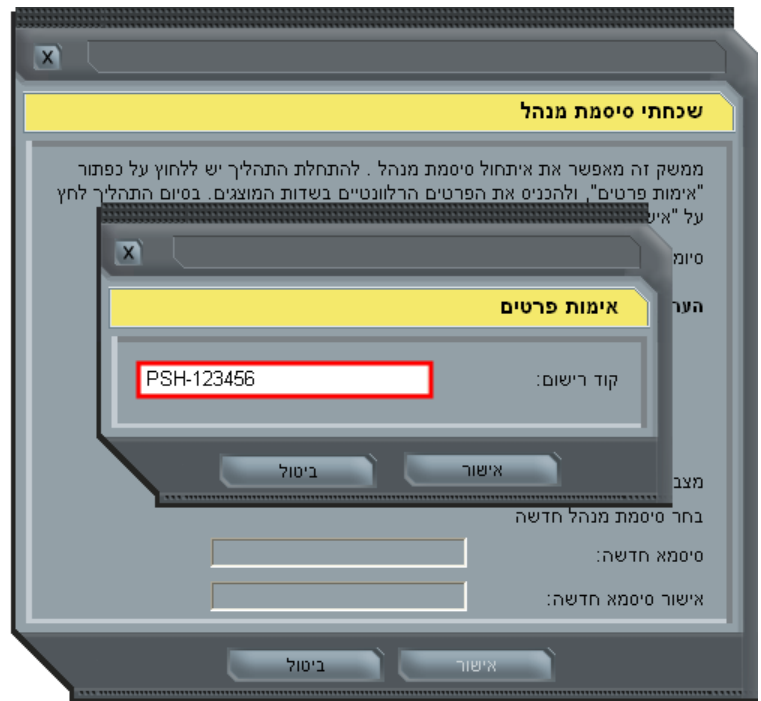 X
שכחתי סיסמת מנהל
ממשק זה מאפשר את איתחול סיסמת מנהל . להתחלת התהליך יש ללחוץ על כפתור
"אימות פרטים", ולהכניס את הפרטים הרלוונטיים בשדות המוצגים. בסיום התהליך לחץ
על "איש
סיומ
הער
X
אימות פרטים
קוד רישום: PSH-123456
אישור ביטול
מצב
בחר סיסמת מנהל חדשה
סיסמא חדשה:
אישור סיסמא חדשה:
אישור ביטול